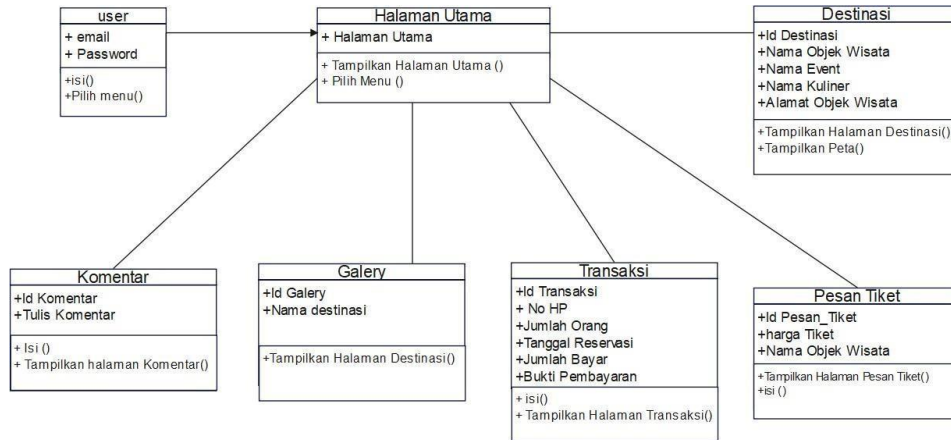 user
+ email
+ Password
+isi()
+Pilih menu()
Halaman Utama
+ Halaman Utama
+ Tampilkan Halaman Utama ()
+ Pilih Menu ()
Destinasi
+Id Destinasi
+Nama Objek Wisata
+Nama Event
+Nama Kuliner
+Alamat Objek Wisata
+Tampilkan Halaman Destinasi()
+Tampilkan Peta()
Komentar
+Id Komentar
+Tulis Komentar
+ Isi ()
+ Tampilkan halaman Komentar()
Galery
+Id Galery
+Nama destinasi
+Tampilkan Halaman Destinasi()
Transaksi
+Id Transaksi
+ No HP
+Jumlah Orang
+Tanggal Reservasi
+Jumlah Bayar
+Bukti Pembayaran
+ isi()
+ Tampilkan Halaman Transaksi()
Pesan Tiket
+Id Pesan_Tiket
+harga Tiket
+Nama Objek Wisata
+Tampilkan Halaman Pesan Tiket()
+isi ()